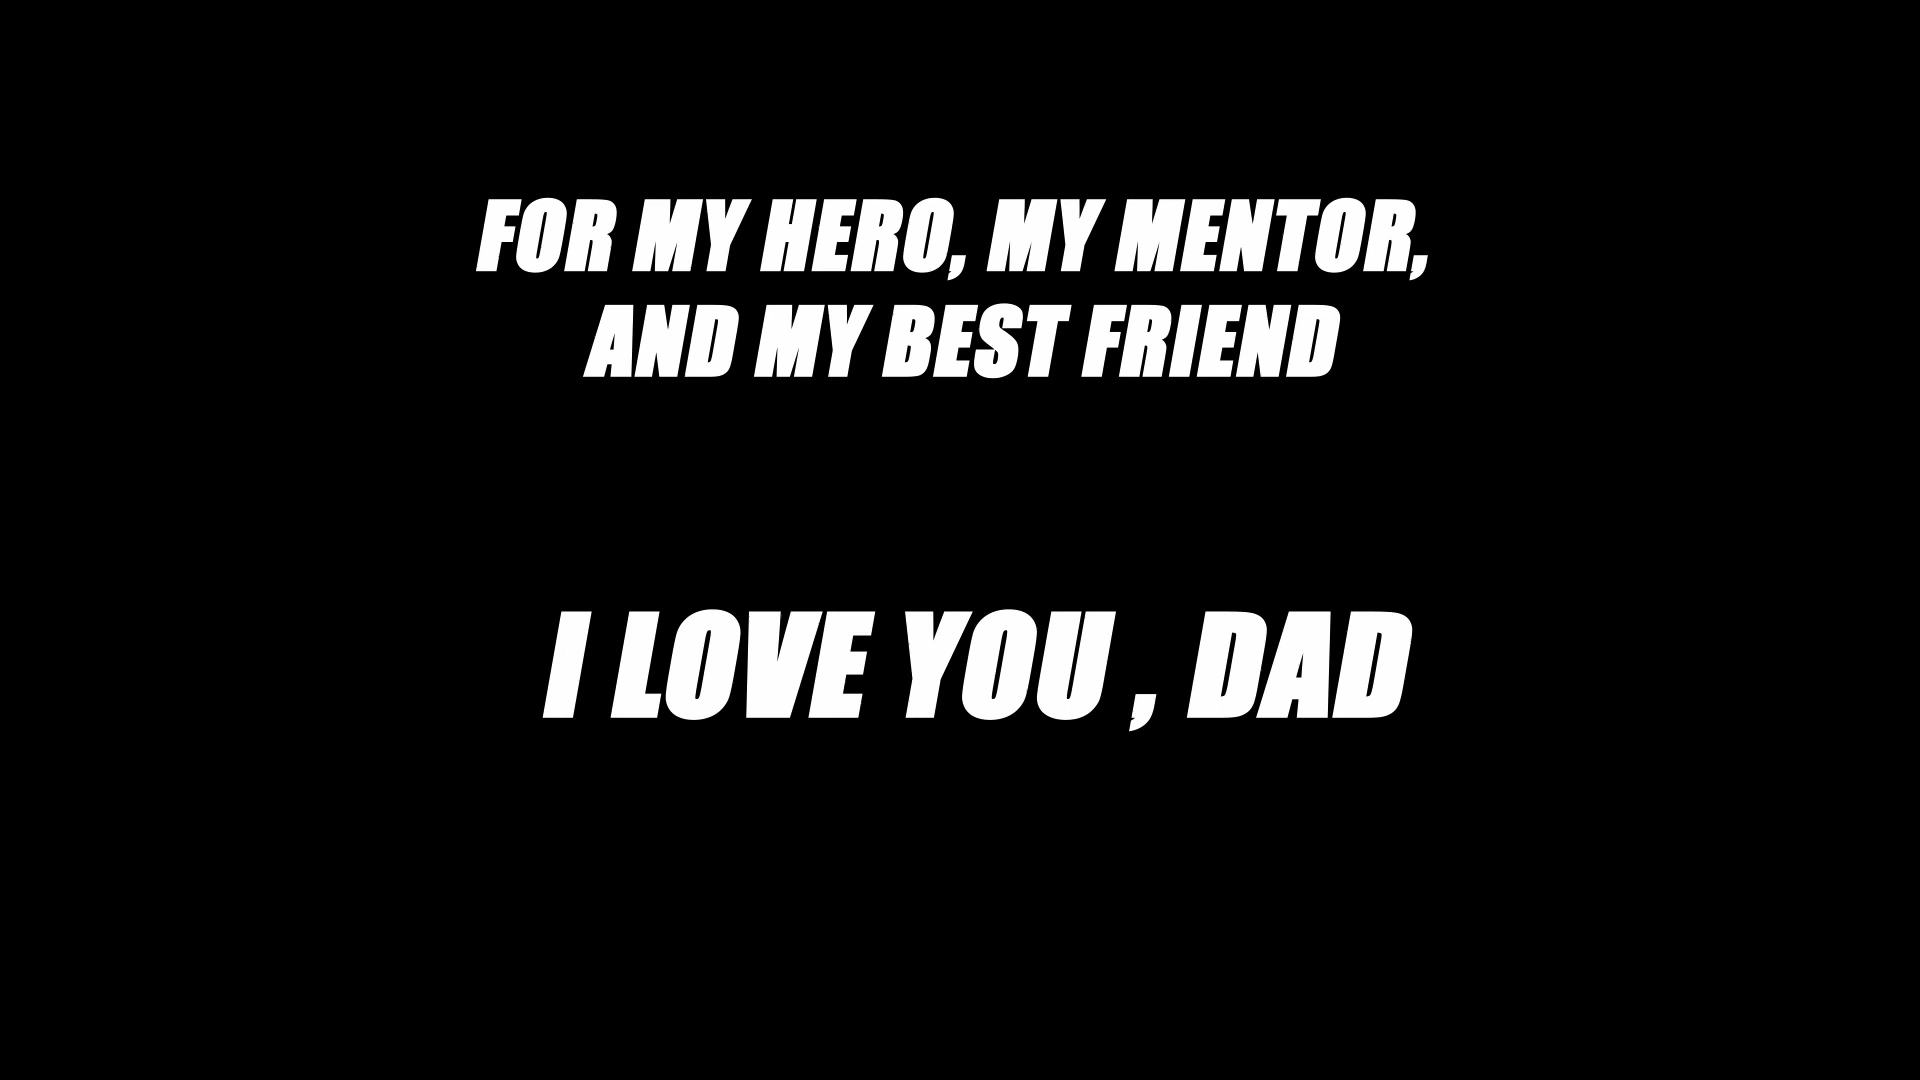 FOR MY HERO, MY MENTOR,
AND MY BEST FRIEND
I LOVE YOU , DAD